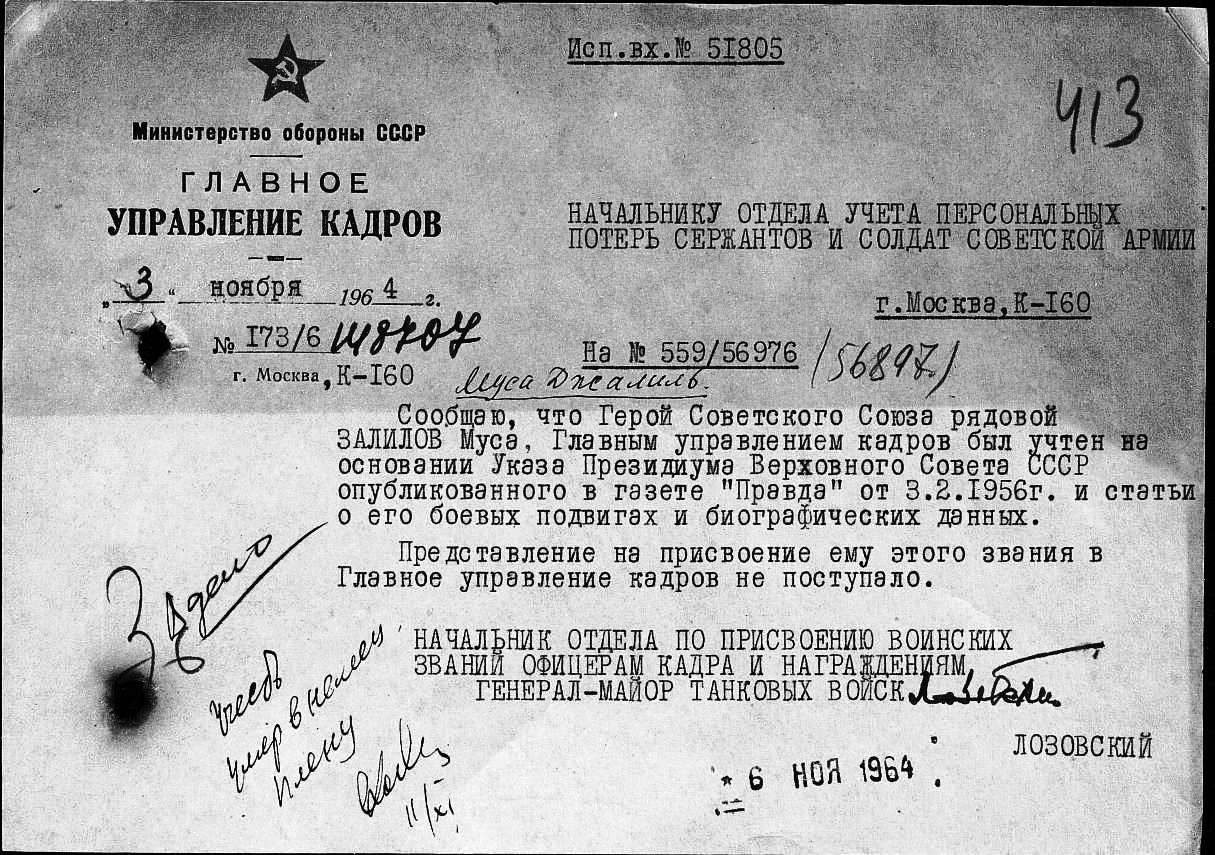 Исп.вх.№ 51805
413
Министерство обороны СССР
ГЛАВНОЕ
УПРАВЛЕНИЕ КАДРОВ
„3“ ноября 1964 г.
№ 173/6
г. Москва, К-160
НАЧАЛЬНИКУ ОТДЕЛА УЧЕТА ПЕРСОНАЛЬНЫХ
ПОТЕРЬ СЕРЖАНТОВ И СОЛДАТ СОВЕТСКОЙ АРМИИ
г.Москва,К-160
На № 559/56976 (56897.)
Муса Джалиль.
Сообщаю, что Герой Советского Союза рядовой
ЗАЛИЛОВ Муса, Главным управлением кадров был учтен на
основании Указа Президиума Верховного Совета СССР
опубликованного в газете "Правда" от 3.2.1956г. и статьи
о его боевых подвигах и биографических данных.
Представление на присвоение ему этого звания в
Главное управление кадров не поступало.
НАЧАЛЬНИК ОТДЕЛА ПО ПРИСВОЕНИЮ ВОИНСКИХ
ЗВАНИЙ ОФИЦЕРАМ КАДРА И НАГРАЖДЕНИЯМ
ГЕНЕРАЛ-МАЙОР ТАНКОВЫХ ВОЙСК
ЛОЗОВСКИЙ
* 6 НОЯ 1964
учесть
умер в немец
плену
11/XI